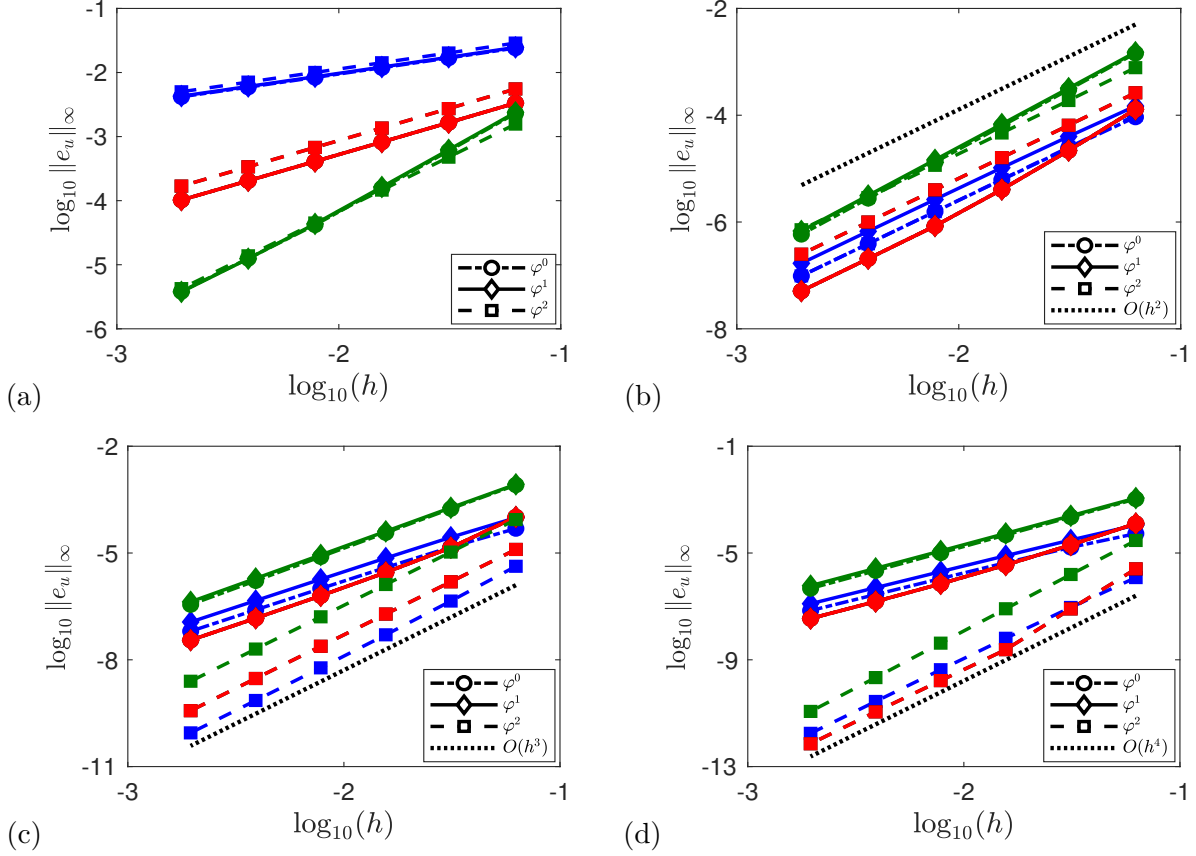 -1
-2
-3
-4
-5
-6
-3
-2
-1
log₁₀ ‖e_u‖_∞
log₁₀(h)
φ⁰
φ¹
φ²
(a)
-2
-4
-6
-8
-3
-2
-1
log₁₀ ‖e_u‖_∞
log₁₀(h)
φ⁰
φ¹
φ²
O(h²)
(b)
-2
-5
-8
-11
-3
-2
-1
log₁₀ ‖e_u‖_∞
log₁₀(h)
φ⁰
φ¹
φ²
O(h³)
(c)
-1
-5
-9
-13
-3
-2
-1
log₁₀ ‖e_u‖_∞
log₁₀(h)
φ⁰
φ¹
φ²
O(h⁴)
(d)